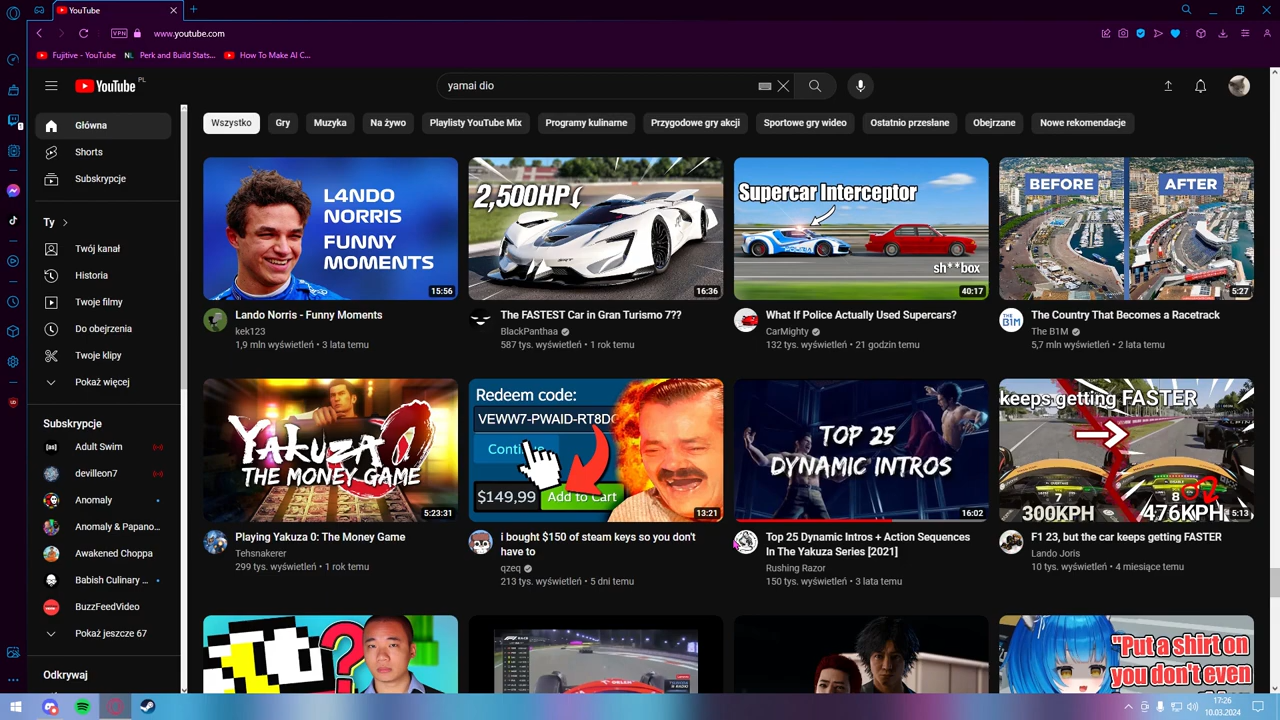 YouTube
VPN
www.youtube.com
Fujitive - YouTube
NL
Perk and Build Stats...
How To Make AI C...
YouTube
PL
yamai dio
Główna
Shorts
Subskrypcje
Ty
Twój kanał
Historia
Twoje filmy
Do obejrzenia
Twoje klipy
Pokaż więcej
Subskrypcje
Adult Swim
devilleon7
Anomaly
Anomaly & Papano...
Awakened Choppa
Babish Culinary ...
BuzzFeedVideo
Pokaż jeszcze 67
Odkrywaj
Wszystko
Gry
Muzyka
Na żywo
Playlisty YouTube Mix
Programy kulinarne
Przygodowe gry akcji
Sportowe gry wideo
Ostatnio przesłane
Obejrzane
Nowe rekomendacje
L4NDO
NORRIS
FUNNY
MOMENTS
15:56
Lando Norris - Funny Moments
kek123
1,9 mln wyświetleń • 3 lata temu
2,500HP
16:36
The FASTEST Car in Gran Turismo 7??
BlackPanthaa
587 tys. wyświetleń • 1 rok temu
Supercar Interceptor
sh**box
40:17
What If Police Actually Used Supercars?
CarMighty
132 tys. wyświetleń • 21 godzin temu
BEFORE
AFTER
5:27
The B1M
The Country That Becomes a Racetrack
The B1M
5,7 mln wyświetleń • 2 lata temu
YAKUZA 0
THE MONEY GAME
5:23:31
Playing Yakuza 0: The Money Game
Tehsnakerer
299 tys. wyświetleń • 1 rok temu
Redeem code:
VEWW7-PWAID-RT8DC
Continue
$149,99
Add to Cart
13:21
i bought $150 of steam keys so you don't
have to
qzeq
213 tys. wyświetleń • 5 dni temu
TOP 25
DYNAMIC INTROS
16:02
Top 25 Dynamic Intros + Action Sequences
In The Yakuza Series [2021]
Rushing Razor
150 tys. wyświetleń • 3 lata temu
keeps getting FASTER
7
8
300KPH
476KPH
5:13
F1 23, but the car keeps getting FASTER
Lando Joris
10 tys. wyświetleń • 4 miesiące temu
?
"Put a shirt on
you don't even
17:26
10.03.2024